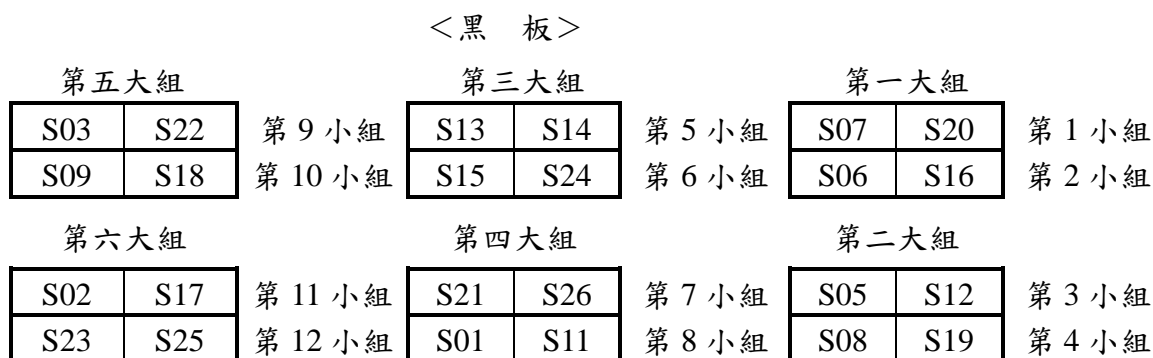 <黑 板>
第五大組 第三大組 第一大組
S03 S22 第 9 小組 S13 S14 第 5 小組 S07 S20 第 1 小組
S09 S18 第 10 小組 S15 S24 第 6 小組 S06 S16 第 2 小組
第六大組 第四大組 第二大組
S02 S17 第 11 小組 S21 S26 第 7 小組 S05 S12 第 3 小組
S23 S25 第 12 小組 S01 S11 第 8 小組 S08 S19 第 4 小組